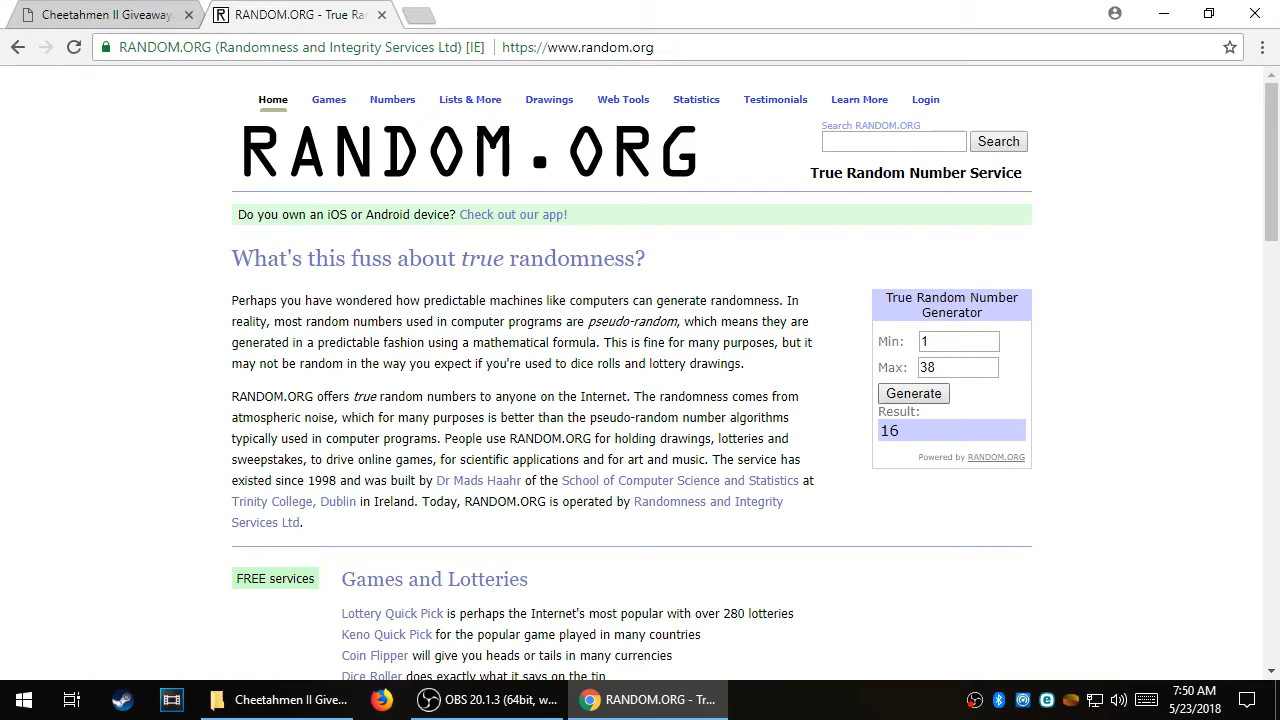 Cheetahmen II Giveaway
RANDOM.ORG - True Ra
RANDOM.ORG (Randomness and Integrity Services Ltd) [IE]
https://www.random.org
Home Games Numbers Lists & More Drawings Web Tools Statistics Testimonials Learn More Login
RANDOM.ORG
Search RANDOM.ORG
Search
True Random Number Service
Do you own an iOS or Android device? Check out our app!
What's this fuss about true randomness?
Perhaps you have wondered how predictable machines like computers can generate randomness. In
reality, most random numbers used in computer programs are pseudo-random, which means they are
generated in a predictable fashion using a mathematical formula. This is fine for many purposes, but it
may not be random in the way you expect if you're used to dice rolls and lottery drawings.
RANDOM.ORG offers true random numbers to anyone on the Internet. The randomness comes from
atmospheric noise, which for many purposes is better than the pseudo-random number algorithms
typically used in computer programs. People use RANDOM.ORG for holding drawings, lotteries and
sweepstakes, to drive online games, for scientific applications and for art and music. The service has
existed since 1998 and was built by Dr Mads Haahr of the School of Computer Science and Statistics at
Trinity College, Dublin in Ireland. Today, RANDOM.ORG is operated by Randomness and Integrity
Services Ltd.
True Random Number
Generator
Min: 1
Max: 38
Generate
Result:
16
Powered by RANDOM.ORG
FREE services
Games and Lotteries
Lottery Quick Pick is perhaps the Internet's most popular with over 280 lotteries
Keno Quick Pick for the popular game played in many countries
Coin Flipper will give you heads or tails in many currencies
Dice Roller does exactly what it says on the tin
Cheetahmen II Give...
OBS 20.1.3 (64bit, w...
RANDOM.ORG - Tr...
7:50 AM
5/23/2018